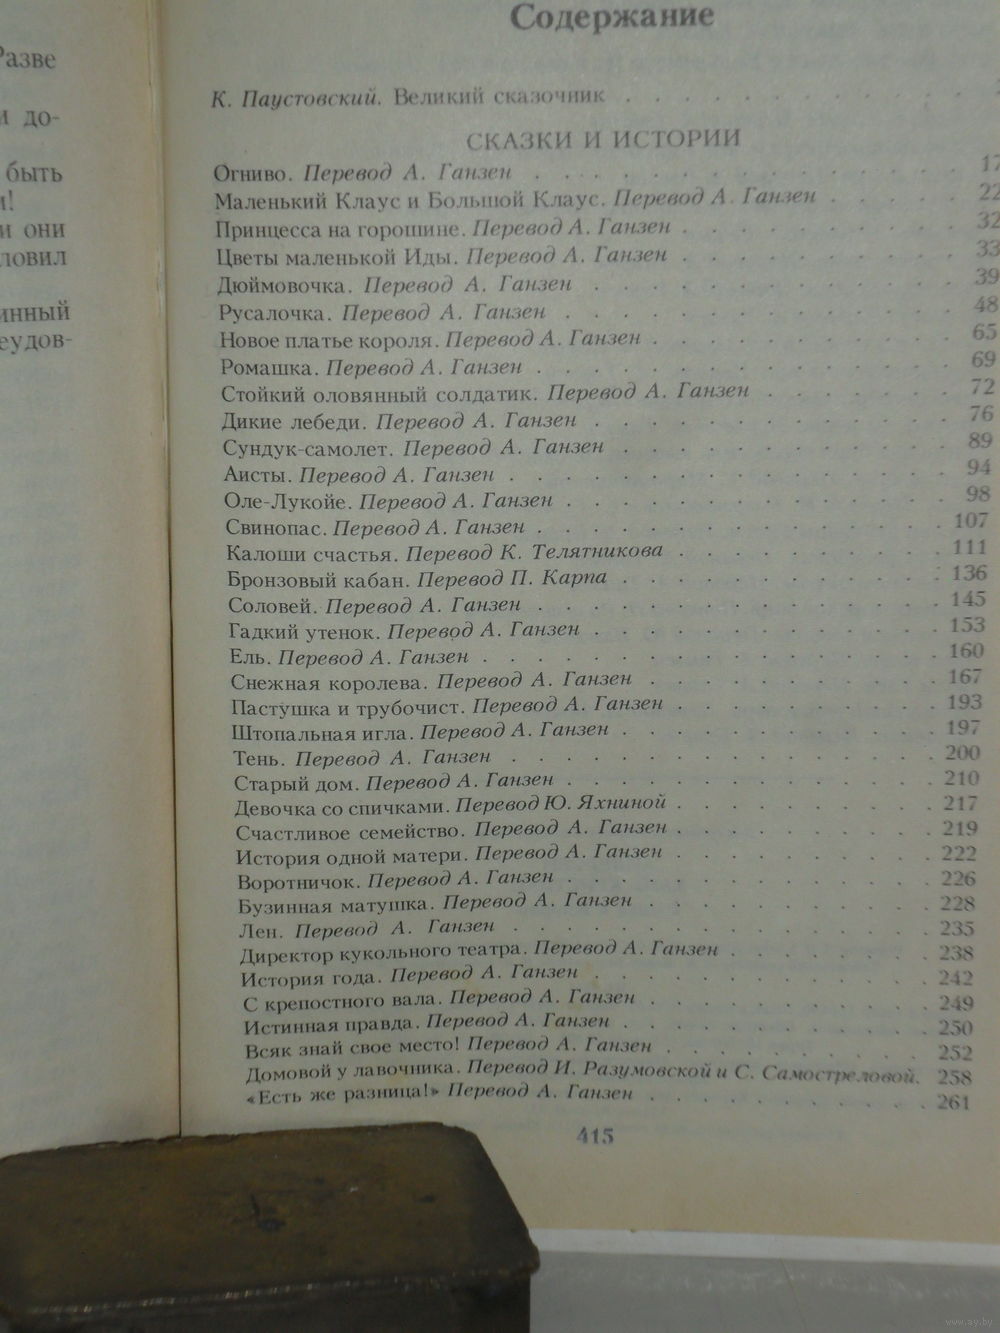 Разве
и до-
быть
и!
и они
ловил
инный
еудов-
Содержание
К. Паустовский. Великий сказочник . . . . . . . . . . . .
СКАЗКИ И ИСТОРИИ
Огниво. Перевод А. Ганзен . . . . . . . . . . . . 17
Маленький Клаус и Большой Клаус. Перевод А. Ганзен . . . . . 22
Принцесса на горошине. Перевод А. Ганзен . . . . . . . . . . 32
Цветы маленькой Иды. Перевод А. Ганзен . . . . . . . . . . 33
Дюймовочка. Перевод А. Ганзен . . . . . . . . . . . . 39
Русалочка. Перевод А. Ганзен . . . . . . . . . . . . 48
Новое платье короля. Перевод А. Ганзен . . . . . . . . . . 65
Ромашка. Перевод А. Ганзен . . . . . . . . . . . . 69
Стойкий оловянный солдатик. Перевод А. Ганзен . . . . . . . 72
Дикие лебеди. Перевод А. Ганзен . . . . . . . . . . . . 76
Сундук-самолет. Перевод А. Ганзен . . . . . . . . . . . . 89
Аисты. Перевод А. Ганзен . . . . . . . . . . . . 94
Оле-Лукойе. Перевод А. Ганзен . . . . . . . . . . . . 98
Свинопас. Перевод А. Ганзен . . . . . . . . . . . . 107
Калоши счастья. Перевод К. Телятникова . . . . . . . . . . 111
Бронзовый кабан. Перевод П. Карпа . . . . . . . . . . . . 136
Соловей. Перевод А. Ганзен . . . . . . . . . . . . 145
Гадкий утенок. Перевод А. Ганзен . . . . . . . . . . . . 153
Ель. Перевод А. Ганзен . . . . . . . . . . . . 160
Снежная королева. Перевод А. Ганзен . . . . . . . . . . 167
Пастушка и трубочист. Перевод А. Ганзен . . . . . . . . . . 193
Штопальная игла. Перевод А. Ганзен . . . . . . . . . . . . 197
Тень. Перевод А. Ганзен . . . . . . . . . . . . 200
Старый дом. Перевод А. Ганзен . . . . . . . . . . . . 210
Девочка со спичками. Перевод Ю. Яхниной . . . . . . . . . . 217
Счастливое семейство. Перевод А. Ганзен . . . . . . . . . . 219
История одной матери. Перевод А. Ганзен . . . . . . . . . . 222
Воротничок. Перевод А. Ганзен . . . . . . . . . . . . 226
Бузинная матушка. Перевод А. Ганзен . . . . . . . . . . 228
Лен. Перевод А. Ганзен . . . . . . . . . . . . 235
Директор кукольного театра. Перевод А. Ганзен . . . . . . . . 238
История года. Перевод А. Ганзен . . . . . . . . . . . . 242
С крепостного вала. Перевод А. Ганзен . . . . . . . . . . 249
Истинная правда. Перевод А. Ганзен . . . . . . . . . . . . 250
Всяк знай свое место! Перевод А. Ганзен . . . . . . . . . . 252
Домовой у лавочника. Перевод И. Разумовской и С. Самостреловой. 258
«Есть же разница!» Перевод А. Ганзен . . . . . . . . . . 261
415
www.ay.by